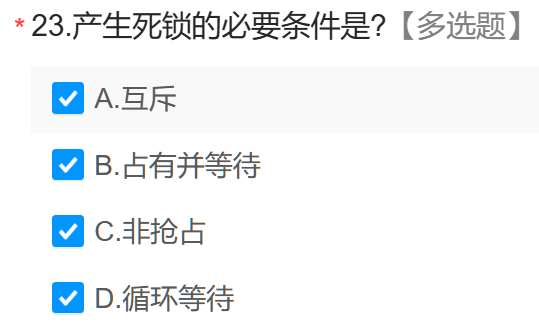 * 23.产生死锁的必要条件是?【多选题】
A.互斥
B.占有并等待
C.非抢占
D.循环等待